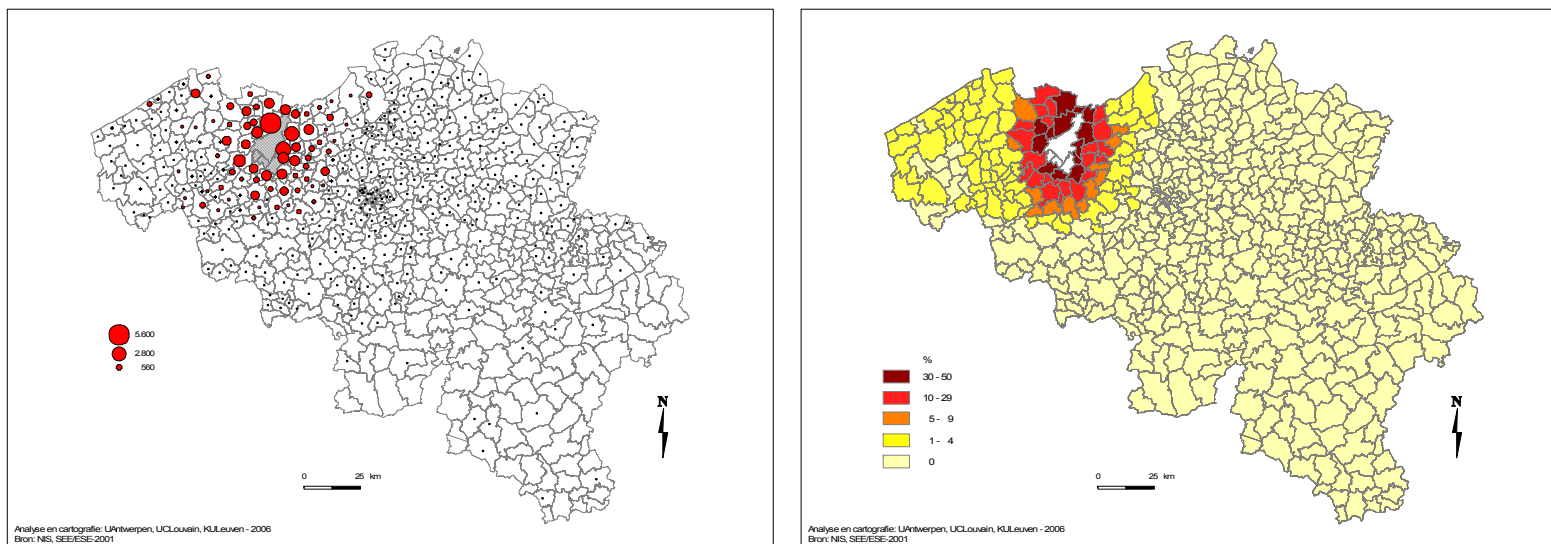 5.600
2.800
560
N
0 25 km
Analyse en cartografie: UAntwerpen, UCLouvain, KULeuven - 2006
Bron: NIS, SEE/ESE-2001
%
30 - 50
10 - 29
5 - 9
1 - 4
0
N
0 25 km
Analyse en cartografie: UAntwerpen, UCLouvain, KULeuven - 2006
Bron: NIS, SEE/ESE-2001